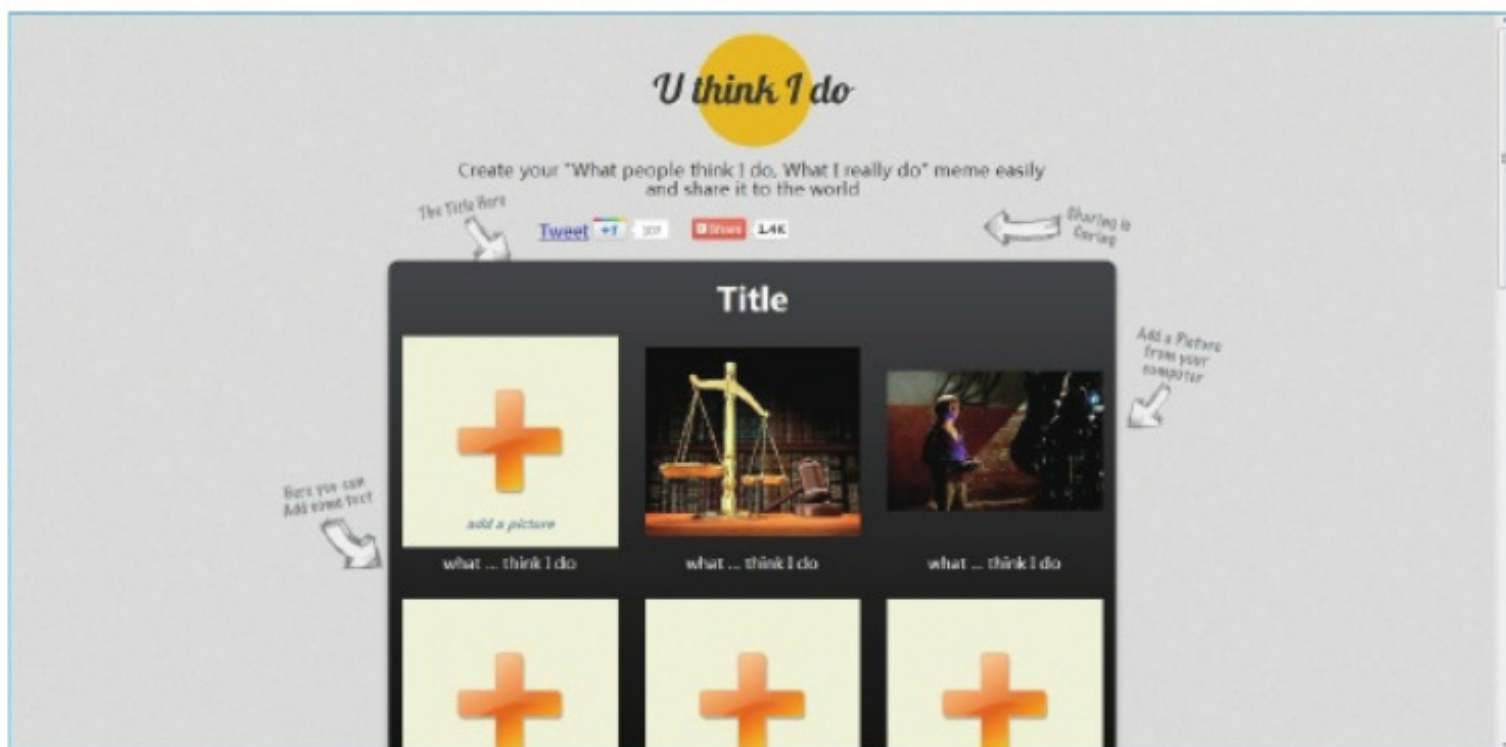 U think I do
Create your "What people think I do, What I really do" meme easily
and share it to the world
The Title Here
Tweet +1
Share 1.4K
Sharing is
Caring
Title
Add a Picture
from your
computer
Here you can
Add some text
add a picture
what ... think I do
what ... think I do
what ... think I do